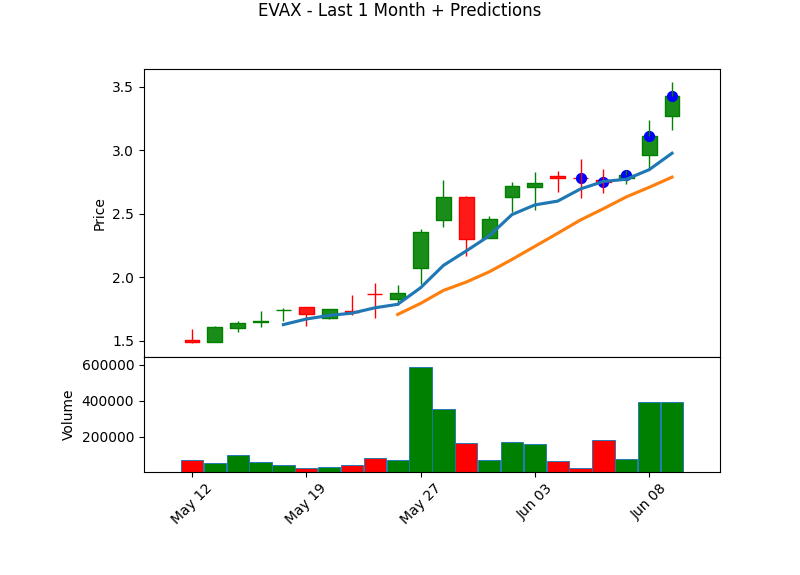 EVAX - Last 1 Month + Predictions
3.5
3.0
2.5
2.0
1.5
Price
600000
400000
200000
Volume
May 12
May 19
May 27
Jun 03
Jun 08